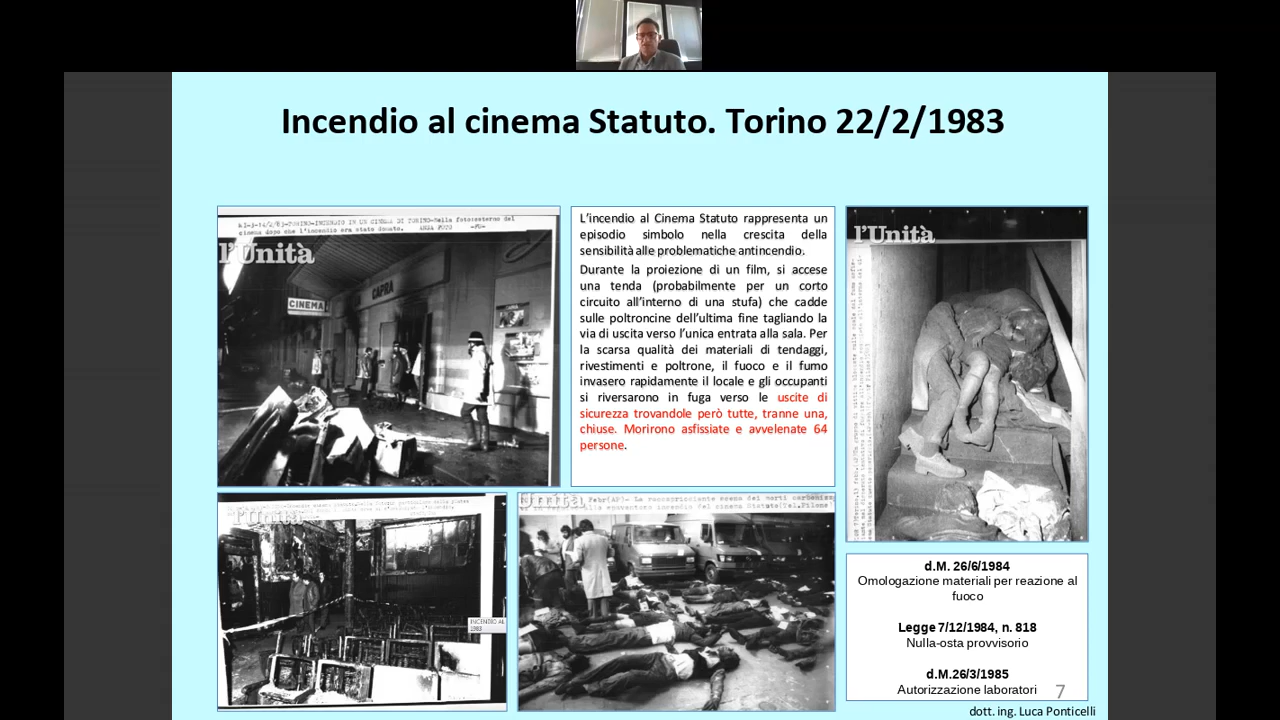 Incendio al cinema Statuto. Torino 22/2/1983
l'Unità
CINEMA
CAPRA
L'incendio al Cinema Statuto rappresenta un
episodio simbolo nella crescita della
sensibilità alle problematiche antincendio.
Durante la proiezione di un film, si accese
una tenda (probabilmente per un corto
circuito all'interno di una stufa) che cadde
sulle poltroncine dell'ultima fine tagliando la
via di uscita verso l'unica entrata alla sala. Per
la scarsa qualità dei materiali di tendaggi,
rivestimenti e poltrone, il fuoco e il fumo
invasero rapidamente il locale e gli occupanti
si riversarono in fuga verso le uscite di
sicurezza trovandole però tutte, tranne una,
chiuse. Morirono asfissiate e avvelenate 64
persone.
l'Unità
l'Unità
INCENDIO AL
1983
l'Unità
d.M. 26/6/1984
Omologazione materiali per reazione al
fuoco
Legge 7/12/1984, n. 818
Nulla-osta provvisorio
d.M.26/3/1985
Autorizzazione laboratori
7
dott. ing. Luca Ponticelli